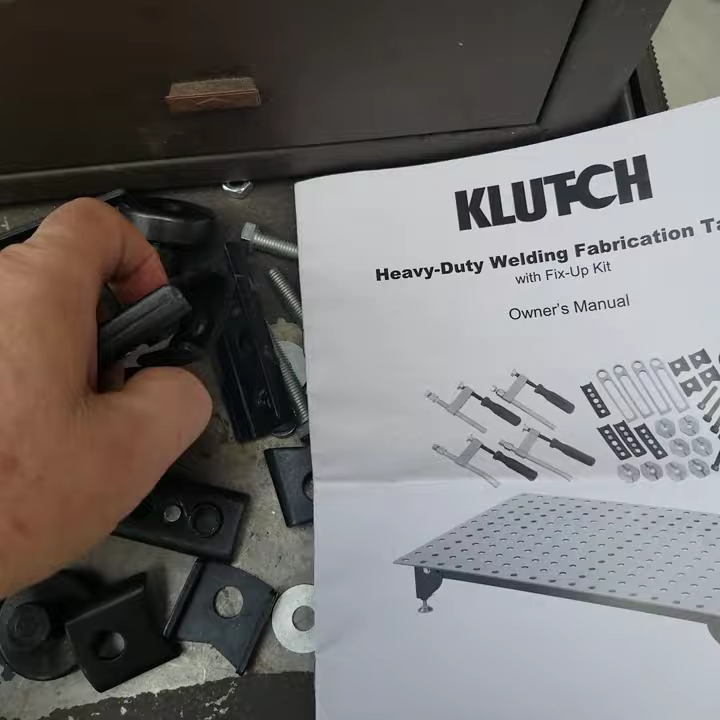 KLUTCH
Heavy-Duty Welding Fabrication Ta
with Fix-Up Kit
Owner's Manual